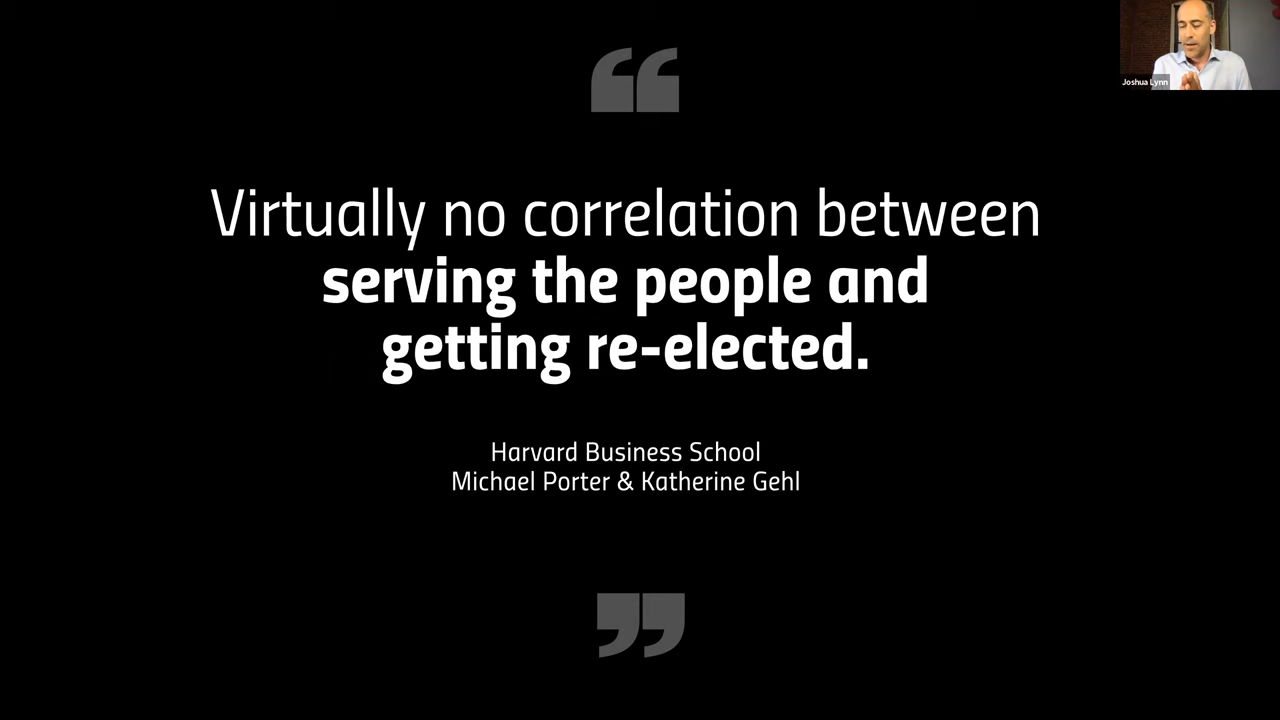 “
Virtually no correlation between
serving the people and
getting re-elected.
Harvard Business School
Michael Porter & Katherine Gehl
”
Joshua Lynn